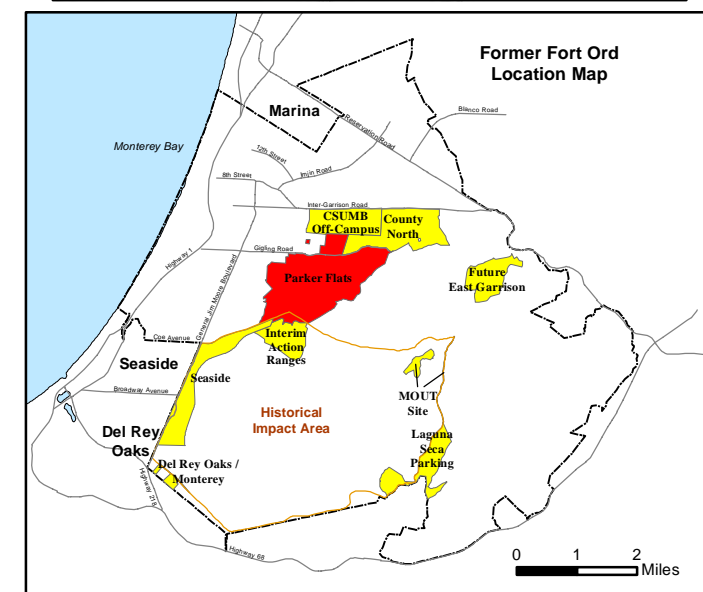 Former Fort Ord
Location Map
Marina
Blanco Road
Reservation Road
Monterey Bay
12th Street
Imjin Road
8th Street
Inter-Garrison Road
CSUMB
Off-Campus
County
North
Gigling Road
Highway 1
General Jim Moore Boulevard
Parker Flats
Future
East Garrison
Coe Avenue
Interim
Action
Ranges
Seaside
Seaside
Broadway Avenue
MOUT
Site
Historical
Impact Area
Del Rey
Oaks
Laguna
Seca
Parking
Del Rey Oaks /
Monterey
Highway 218
Highway 68
0 1 2
Miles